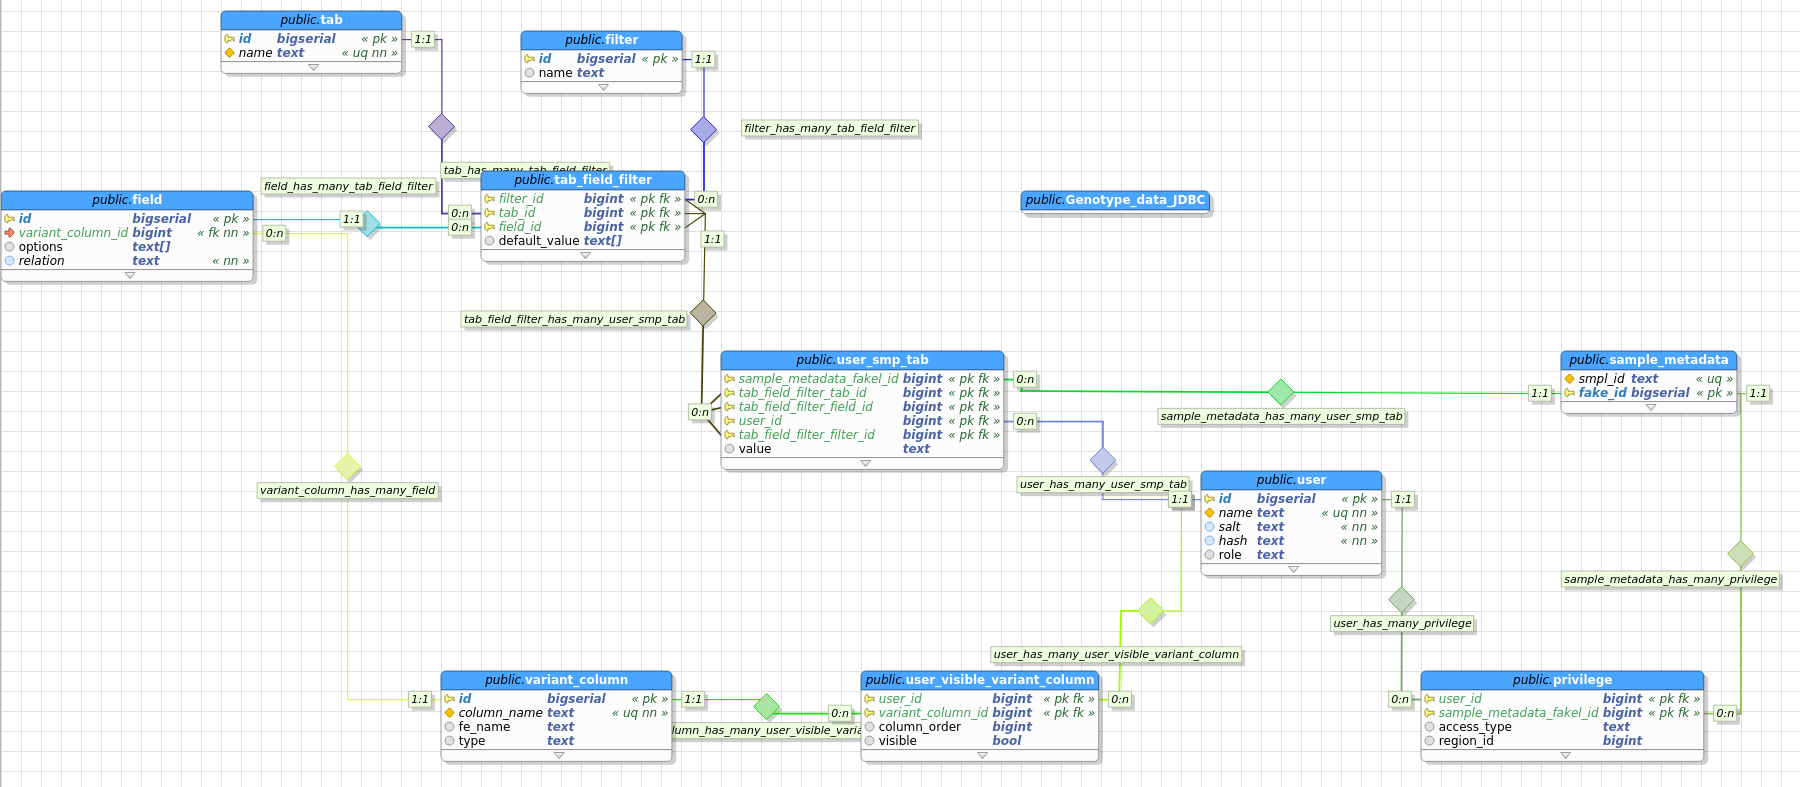 public.tab
id bigserial « pk »
name text « uq nn »
1:1
public.filter
id bigserial « pk »
name text
1:1
filter_has_many_tab_field_filter
tab_has_many_tab_field_filter
field_has_many_tab_field_filter
public.field
id bigserial « pk »
variant_column_id bigint « fk nn »
options text[]
relation text « nn »
1:1
0:n
public.tab_field_filter
filter_id bigint « pk fk »
tab_id bigint « pk fk »
field_id bigint « pk fk »
default_value text[]
0:n
0:n
0:n
1:1
public.Genotype_data_JDBC
tab_field_filter_has_many_user_smp_tab
public.user_smp_tab
sample_metadata_fakel_id bigint « pk fk »
tab_field_filter_tab_id bigint « pk fk »
tab_field_filter_field_id bigint « pk fk »
user_id bigint « pk fk »
tab_field_filter_filter_id bigint « pk fk »
value text
0:n
0:n
0:n
sample_metadata_has_many_user_smp_tab
1:1
public.sample_metadata
smpl_id text « uq »
fake_id bigserial « pk »
1:1
variant_column_has_many_field
user_has_many_user_smp_tab
1:1
public.user
id bigserial « pk »
name text « uq nn »
salt text « nn »
hash text « nn »
role text
1:1
sample_metadata_has_many_privilege
user_has_many_privilege
user_has_many_user_visible_variant_column
1:1
public.variant_column
id bigserial « pk »
column_name text « uq nn »
fe_name text
type text
1:1
0:n
lumn_has_many_user_visible_varia
public.user_visible_variant_column
user_id bigint « pk fk »
variant_column_id bigint « pk fk »
column_order bigint
visible bool
0:n
0:n
public.privilege
user_id bigint « pk fk »
sample_metadata_fakel_id bigint « pk fk »
access_type text
region_id bigint
0:n